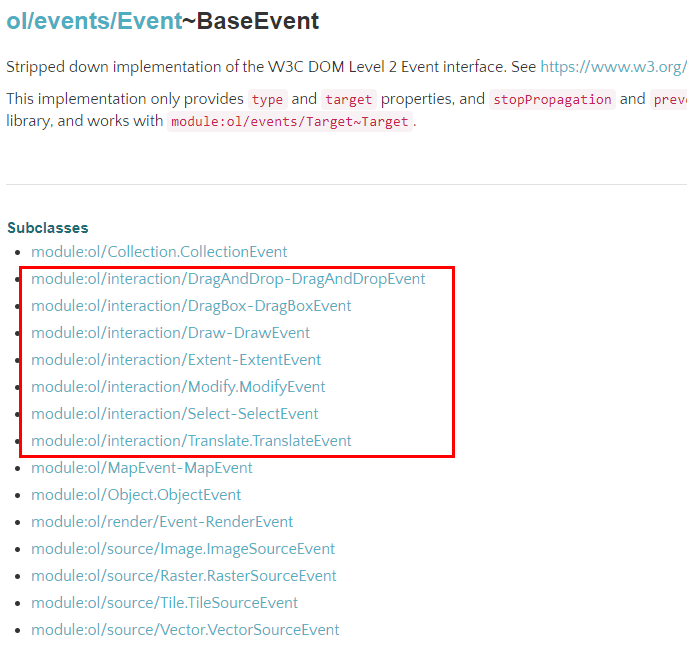 ol/events/Event~BaseEvent
Stripped down implementation of the W3C DOM Level 2 Event interface. See https://www.w3.org/
This implementation only provides type and target properties, and stopPropagation and preve
library, and works with module:ol/events/Target~Target.
Subclasses
module:ol/Collection.CollectionEvent
module:ol/interaction/DragAndDrop~DragAndDropEvent
module:ol/interaction/DragBox~DragBoxEvent
module:ol/interaction/Draw~DrawEvent
module:ol/interaction/Extent~ExtentEvent
module:ol/interaction/Modify.ModifyEvent
module:ol/interaction/Select~SelectEvent
module:ol/interaction/Translate.TranslateEvent
module:ol/MapEvent~MapEvent
module:ol/Object.ObjectEvent
module:ol/render/Event~RenderEvent
module:ol/source/Image.ImageSourceEvent
module:ol/source/Raster.RasterSourceEvent
module:ol/source/Tile.TileSourceEvent
module:ol/source/Vector.VectorSourceEvent